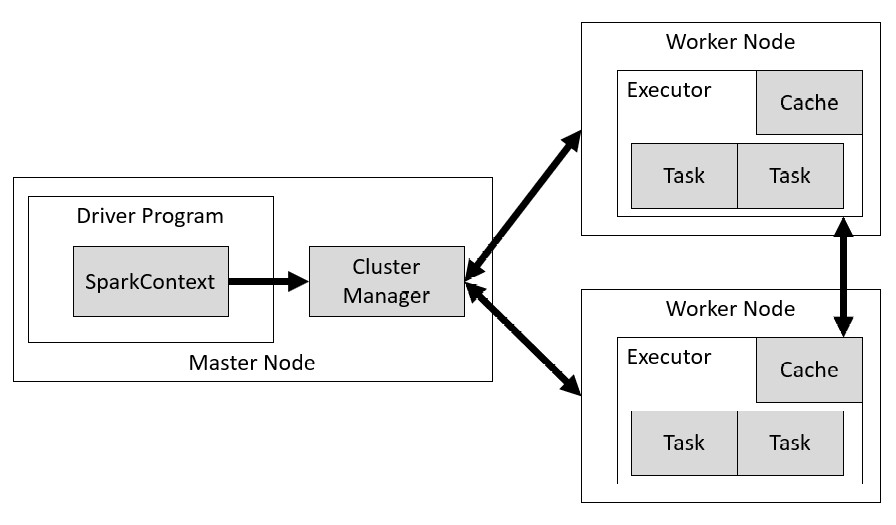 Driver Program
SparkContext
Cluster
Manager
Master Node
Worker Node
Executor
Cache
Task
Task
Worker Node
Executor
Cache
Task
Task